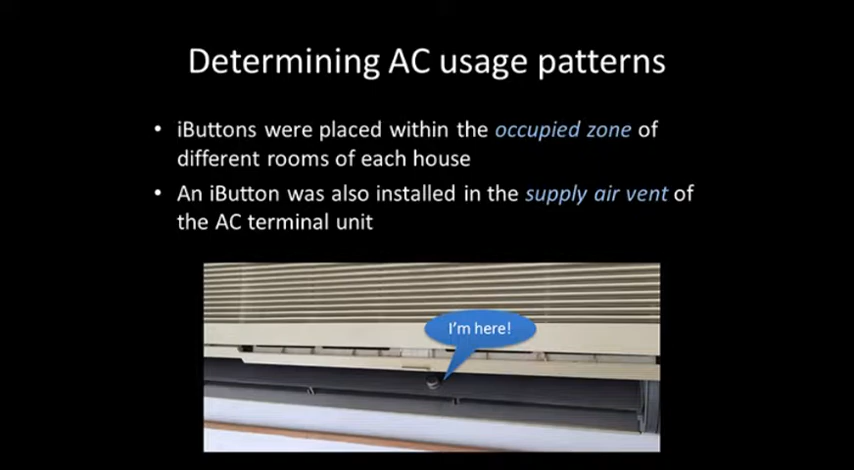 Determining AC usage patterns
• iButtons were placed within the occupied zone of
different rooms of each house
• An iButton was also installed in the supply air vent of
the AC terminal unit
I'm here!